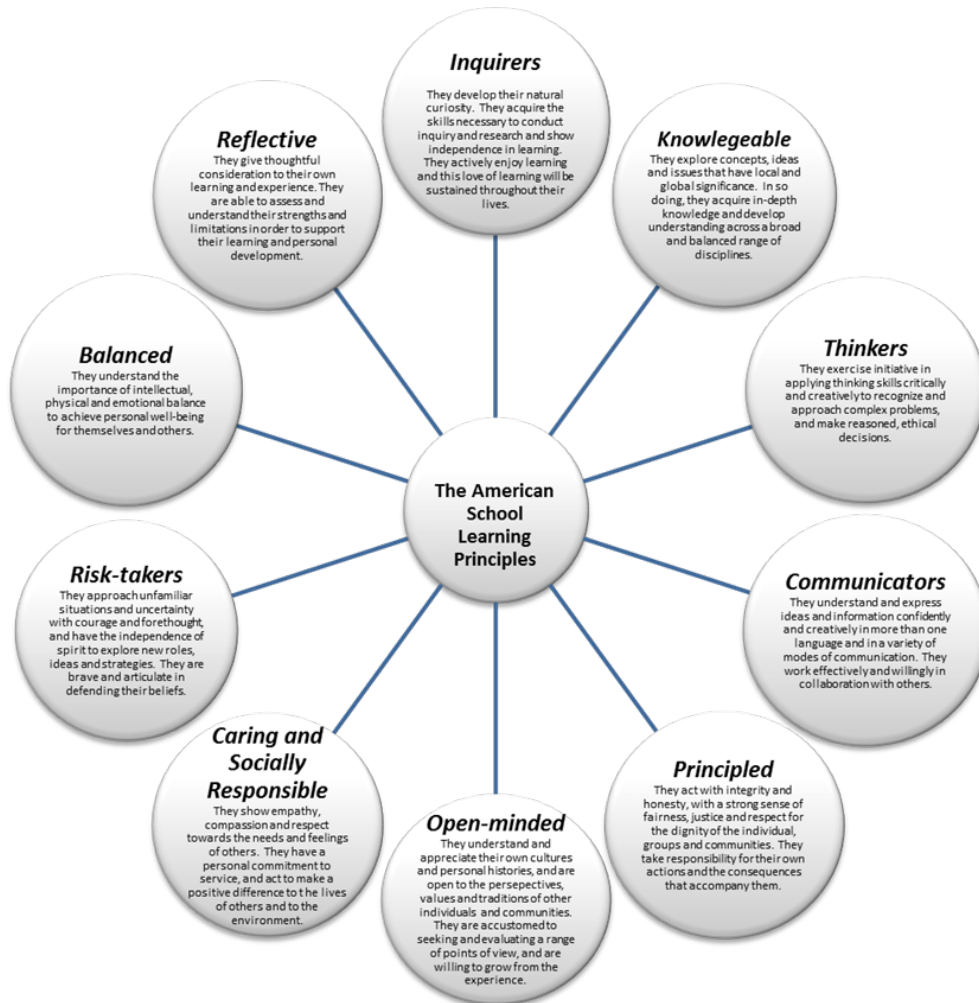 Inquirers
They develop their natural
curiosity. They acquire the
skills necessary to conduct
inquiry and research and show
independence in learning.
They actively enjoy learning
and this love of learning will be
sustained throughout their
lives.
Knowlegeable
They explore concepts, ideas
and issues that have local and
global significance. In so
doing, they acquire in-depth
knowledge and develop
understanding across a broad
and balanced range of
disciplines.
Thinkers
They exercise initiative in
applying thinking skills critically
and creatively to recognize and
approach complex problems,
and make reasoned, ethical
decisions.
Communicators
They understand and express
ideas and information confidently
and creatively in more than one
language and in a variety of
modes of communication. They
work effectively and willingly in
collaboration with others.
Principled
They act with integrity and
honesty, with a strong sense of
fairness, justice and respect for
the dignity of the individual,
groups and communities. They
take responsibility for their own
actions and the consequences
that accompany them.
Open-minded
They understand and
appreciate their own cultures
and personal histories, and are
open to the persepectives,
values and traditions of other
individuals and communities.
They are accustomed to
seeking and evaluating a range
of points of view, and are
willing to grow from the
experience.
Caring and
Socially
Responsible
They show empathy,
compassion and respect
towards the needs and feelings
of others. They have a
personal commitment to
service, and act to make a
positive difference to the lives
of others and to the
environment.
Risk-takers
They approach unfamiliar
situations and uncertainty
with courage and forethought,
and have the independence of
spirit to explore new roles,
ideas and strategies. They are
brave and articulate in
defending their beliefs.
Balanced
They understand the
importance of intellectual,
physical and emotional balance
to achieve personal well-being
for themselves and others.
Reflective
They give thoughtful
consideration to their own
learning and experience. They
are able to assess and
understand their strengths and
limitations in order to support
their learning and personal
development.
The American
School
Learning
Principles